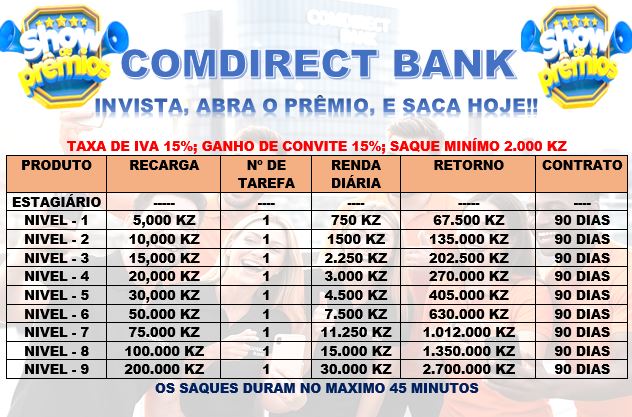 COMDIRECT
BANK
Show de prêmios
Show de prêmios
COMDIRECT BANK
INVISTA, ABRA O PRÊMIO, E SACA HOJE!!
TAXA DE IVA 15%; GANHO DE CONVITE 15%; SAQUE MINÍMO 2.000 KZ
PRODUTO RECARGA Nº DE TAREFA RENDA DIÁRIA RETORNO CONTRATO
ESTAGIÁRIO ----- ---- ---- ----- ----
NIVEL - 1 5,000 KZ 1 750 KZ 67.500 KZ 90 DIAS
NIVEL - 2 10,000 KZ 1 1500 KZ 135.000 KZ 90 DIAS
NIVEL - 3 15,000 KZ 1 2.250 KZ 202.500 KZ 90 DIAS
NIVEL - 4 20,000 KZ 1 3.000 KZ 270.000 KZ 90 DIAS
NIVEL - 5 30,000 KZ 1 4.500 KZ 405.000 KZ 90 DIAS
NIVEL - 6 50.000 KZ 1 7.500 KZ 630.000 KZ 90 DIAS
NIVEL - 7 75.000 KZ 1 11.250 KZ 1.012.000 KZ 90 DIAS
NIVEL - 8 100.000 KZ 1 15.000 KZ 1.350.000 KZ 90 DIAS
NIVEL - 9 200.000 KZ 1 30.000 KZ 2.700.000 KZ 90 DIAS
OS SAQUES DURAM NO MAXIMO 45 MINUTOS